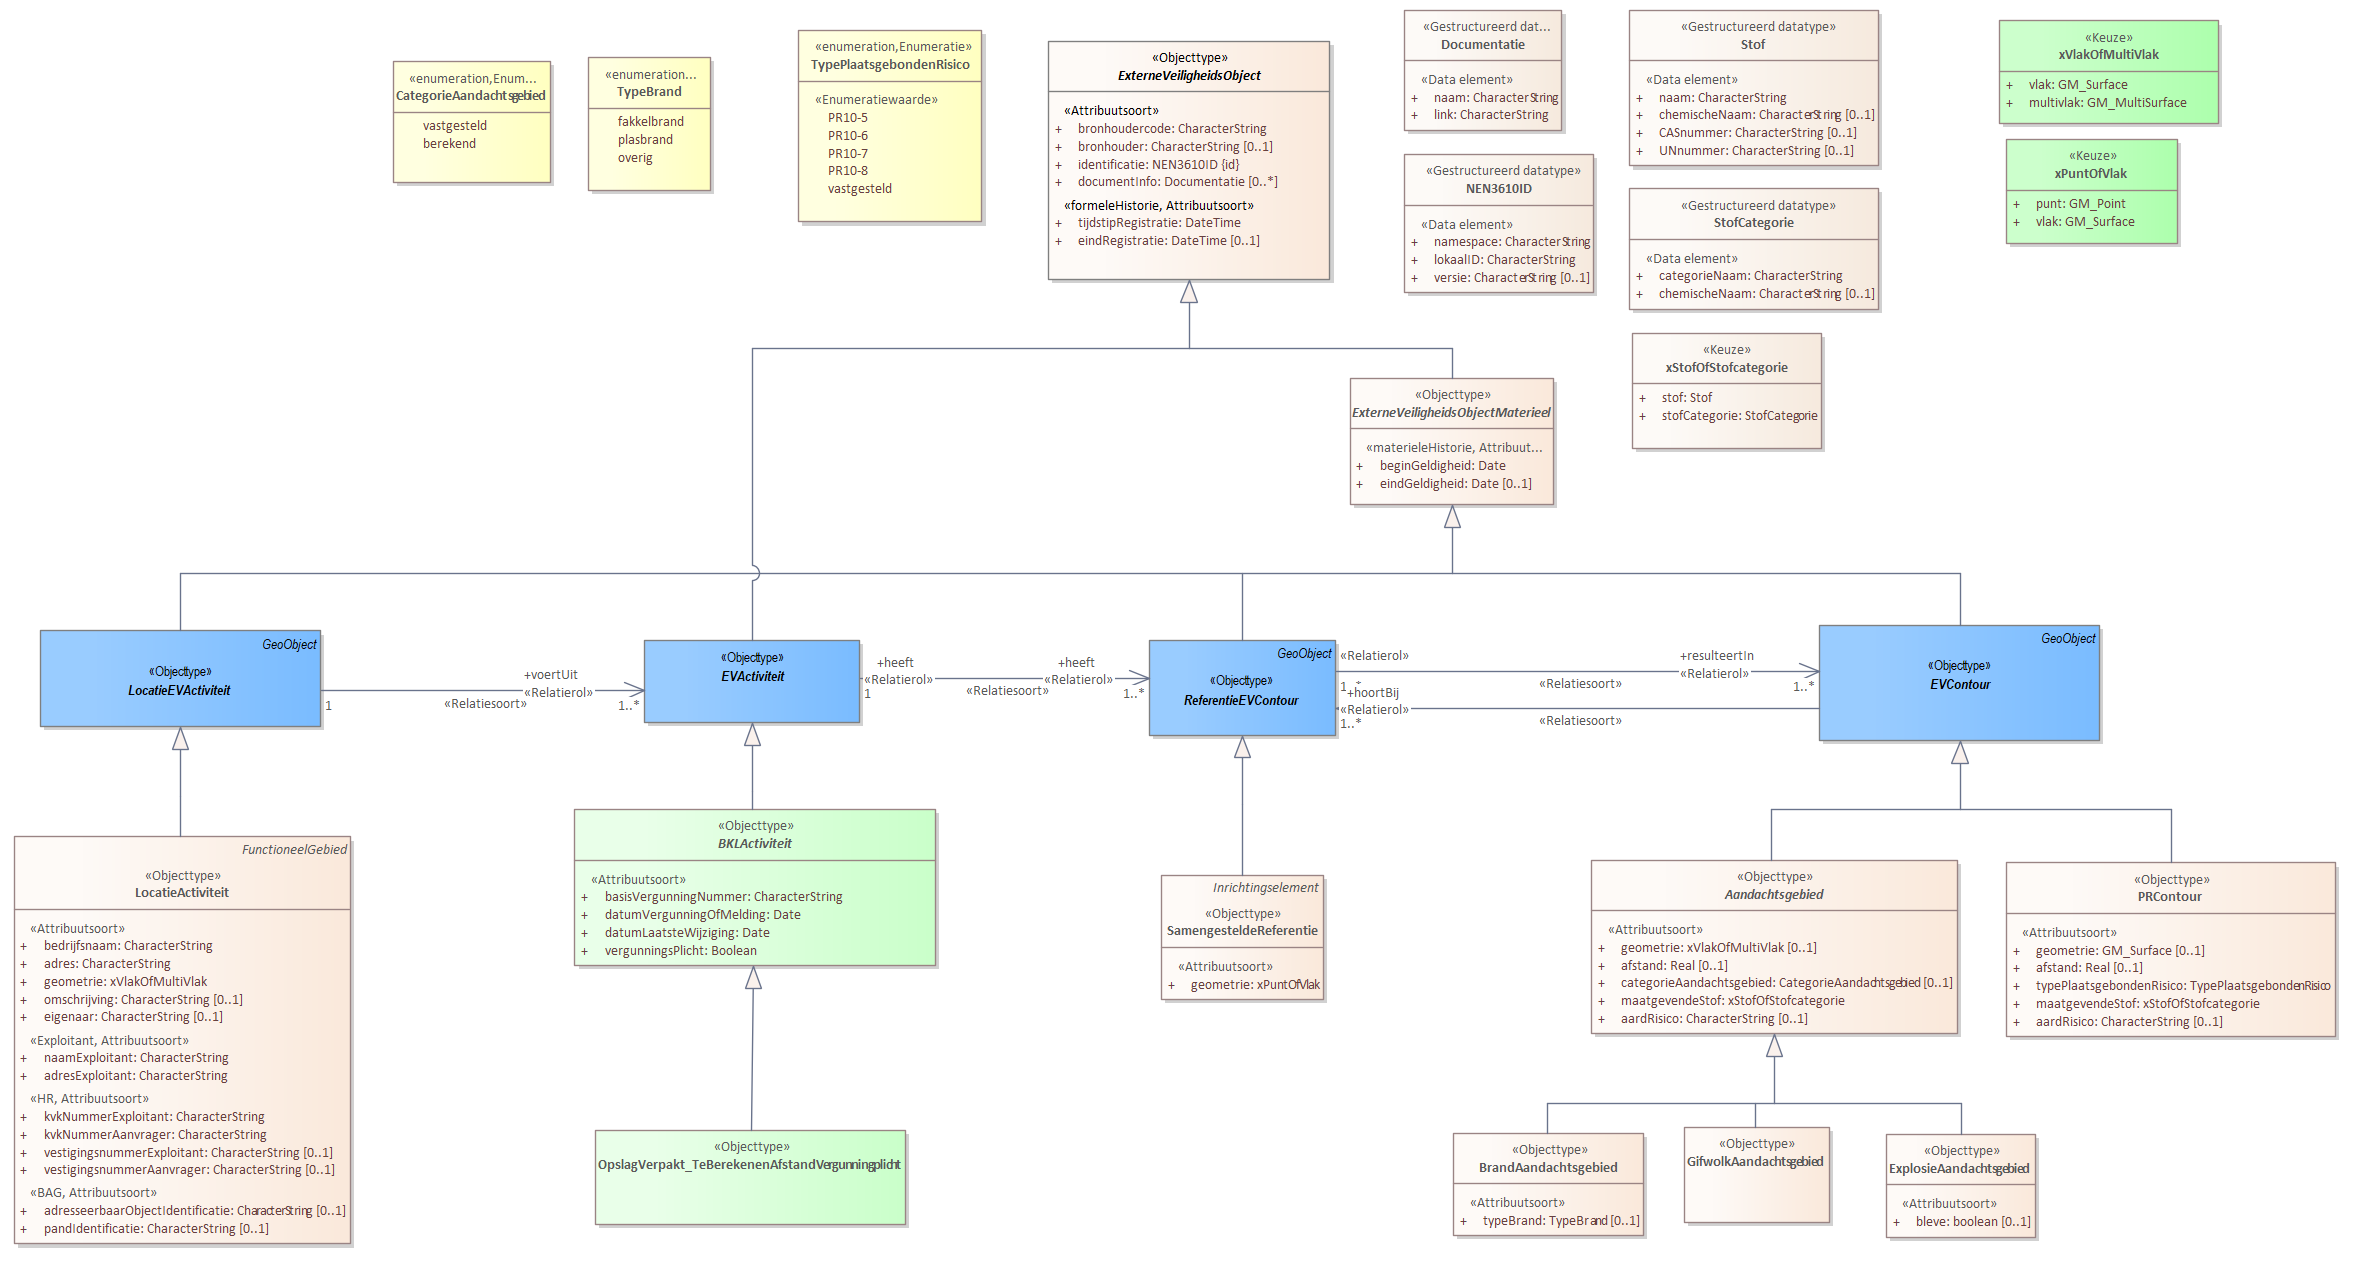 «enumeration,Enum...
CategorieAandachtsgebied
vastgesteld
berekend
«enumeration...
TypeBrand
fakkelbrand
plasbrand
overig
«enumeration,Enumeratie»
TypePlaatsgebondenRisico
«Enumeratiewaarde»
PR10-5
PR10-6
PR10-7
PR10-8
vastgesteld
«Objecttype»
ExterneVeiligheidsObject
«Attribuutsoort»
+ bronhoudercode: CharacterString
+ bronhouder: CharacterString [0..1]
+ identificatie: NEN3610ID {id}
+ documentInfo: Documentatie [0..*]
«formeleHistorie, Attribuutsoort»
+ tijdstipRegistratie: DateTime
+ eindRegistratie: DateTime [0..1]
«Gestructureerd dat...
Documentatie
«Data element»
+ naam: CharacterString
+ link: CharacterString
«Gestructureerd datatype»
NEN3610ID
«Data element»
+ namespace: CharacterString
+ lokaalID: CharacterString
+ versie: CharacterString [0..1]
«Gestructureerd datatype»
Stof
«Data element»
+ naam: CharacterString
+ chemischeNaam: CharacterString [0..1]
+ CASnummer: CharacterString [0..1]
+ UNnummer: CharacterString [0..1]
«Gestructureerd datatype»
StofCategorie
«Data element»
+ categorieNaam: CharacterString
+ chemischeNaam: CharacterString [0..1]
«Keuze»
xStofOfStofcategorie
+ stof: Stof
+ stofCategorie: StofCategorie
«Keuze»
xVlakOfMultiVlak
+ vlak: GM_Surface
+ multivlak: GM_MultiSurface
«Keuze»
xPuntOfVlak
+ punt: GM_Point
+ vlak: GM_Surface
«Objecttype»
ExterneVeiligheidsObjectMaterieel
«materieleHistorie, Attribuut...
+ beginGeldigheid: Date
+ eindGeldigheid: Date [0..1]
GeoObject
«Objecttype»
LocatieEVActiviteit
+voertUit
«Relatierol»
«Relatiesoort»
1
1..*
«Objecttype»
EVActiviteit
+heeft
«Relatierol»
1
«Relatiesoort»
+heeft
«Relatierol»
1..*
GeoObject
«Objecttype»
ReferentieEVContour
«Relatierol»
1..*
+resulteertIn
«Relatierol»
«Relatiesoort»
1..*
+hoortBij
«Relatierol»
1..*
«Relatiesoort»
GeoObject
«Objecttype»
EVContour
FunctioneelGebied
«Objecttype»
LocatieActiviteit
«Attribuutsoort»
+ bedrijfsnaam: CharacterString
+ adres: CharacterString
+ geometrie: xVlakOfMultiVlak
+ omschrijving: CharacterString [0..1]
+ eigenaar: CharacterString [0..1]
«Exploitant, Attribuutsoort»
+ naamExploitant: CharacterString
+ adresExploitant: CharacterString
«HR, Attribuutsoort»
+ kvkNummerExploitant: CharacterString
+ kvkNummerAanvrager: CharacterString
+ vestigingsnummerExploitant: CharacterString [0..1]
+ vestigingsnummerAanvrager: CharacterString [0..1]
«BAG, Attribuutsoort»
+ adresseerbaarObjectIdentificatie: CharacterString [0..1]
+ pandIdentificatie: CharacterString [0..1]
«Objecttype»
BKLActiviteit
«Attribuutsoort»
+ basisVergunningNummer: CharacterString
+ datumVergunningOfMelding: Date
+ datumLaatsteWijziging: Date
+ vergunningsPlicht: Boolean
«Objecttype»
OpslagVerpakt_TeBerekenenAfstandVergunningplicht
Inrichtingselement
«Objecttype»
SamengesteldeReferentie
«Attribuutsoort»
+ geometrie: xPuntOfVlak
«Objecttype»
Aandachtsgebied
«Attribuutsoort»
+ geometrie: xVlakOfMultiVlak [0..1]
+ afstand: Real [0..1]
+ categorieAandachtsgebied: CategorieAandachtsgebied [0..1]
+ maatgevendeStof: xStofOfStofcategorie
+ aardRisico: CharacterString [0..1]
«Objecttype»
PRContour
«Attribuutsoort»
+ geometrie: GM_Surface [0..1]
+ afstand: Real [0..1]
+ typePlaatsgebondenRisico: TypePlaatsgebondenRisico
+ maatgevendeStof: xStofOfStofcategorie
+ aardRisico: CharacterString [0..1]
«Objecttype»
BrandAandachtsgebied
«Attribuutsoort»
+ typeBrand: TypeBrand [0..1]
«Objecttype»
GifwolkAandachtsgebied
«Objecttype»
ExplosieAandachtsgebied
«Attribuutsoort»
+ bleve: boolean [0..1]